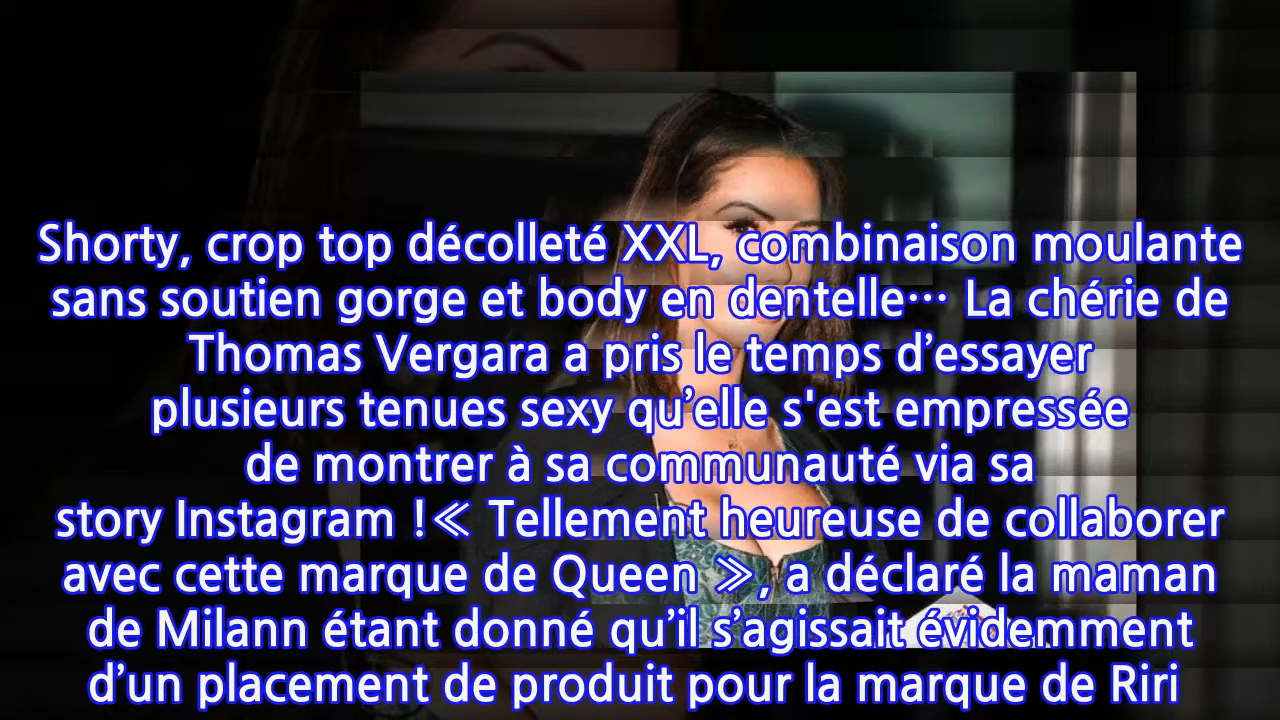 Shorty, crop top décolleté XXL, combinaison moulante
sans soutien gorge et body en dentelle··· La chérie de
Thomas Vergara a pris le temps d’essayer
plusieurs tenues sexy qu’elle s'est empressée
de montrer à sa communauté via sa
story Instagram !≪ Tellement heureuse de collaborer
avec cette marque de Queen ≫, a déclaré la maman
de Milann étant donné qu’il s’agissait évidemment
d’un placement de produit pour la marque de Riri